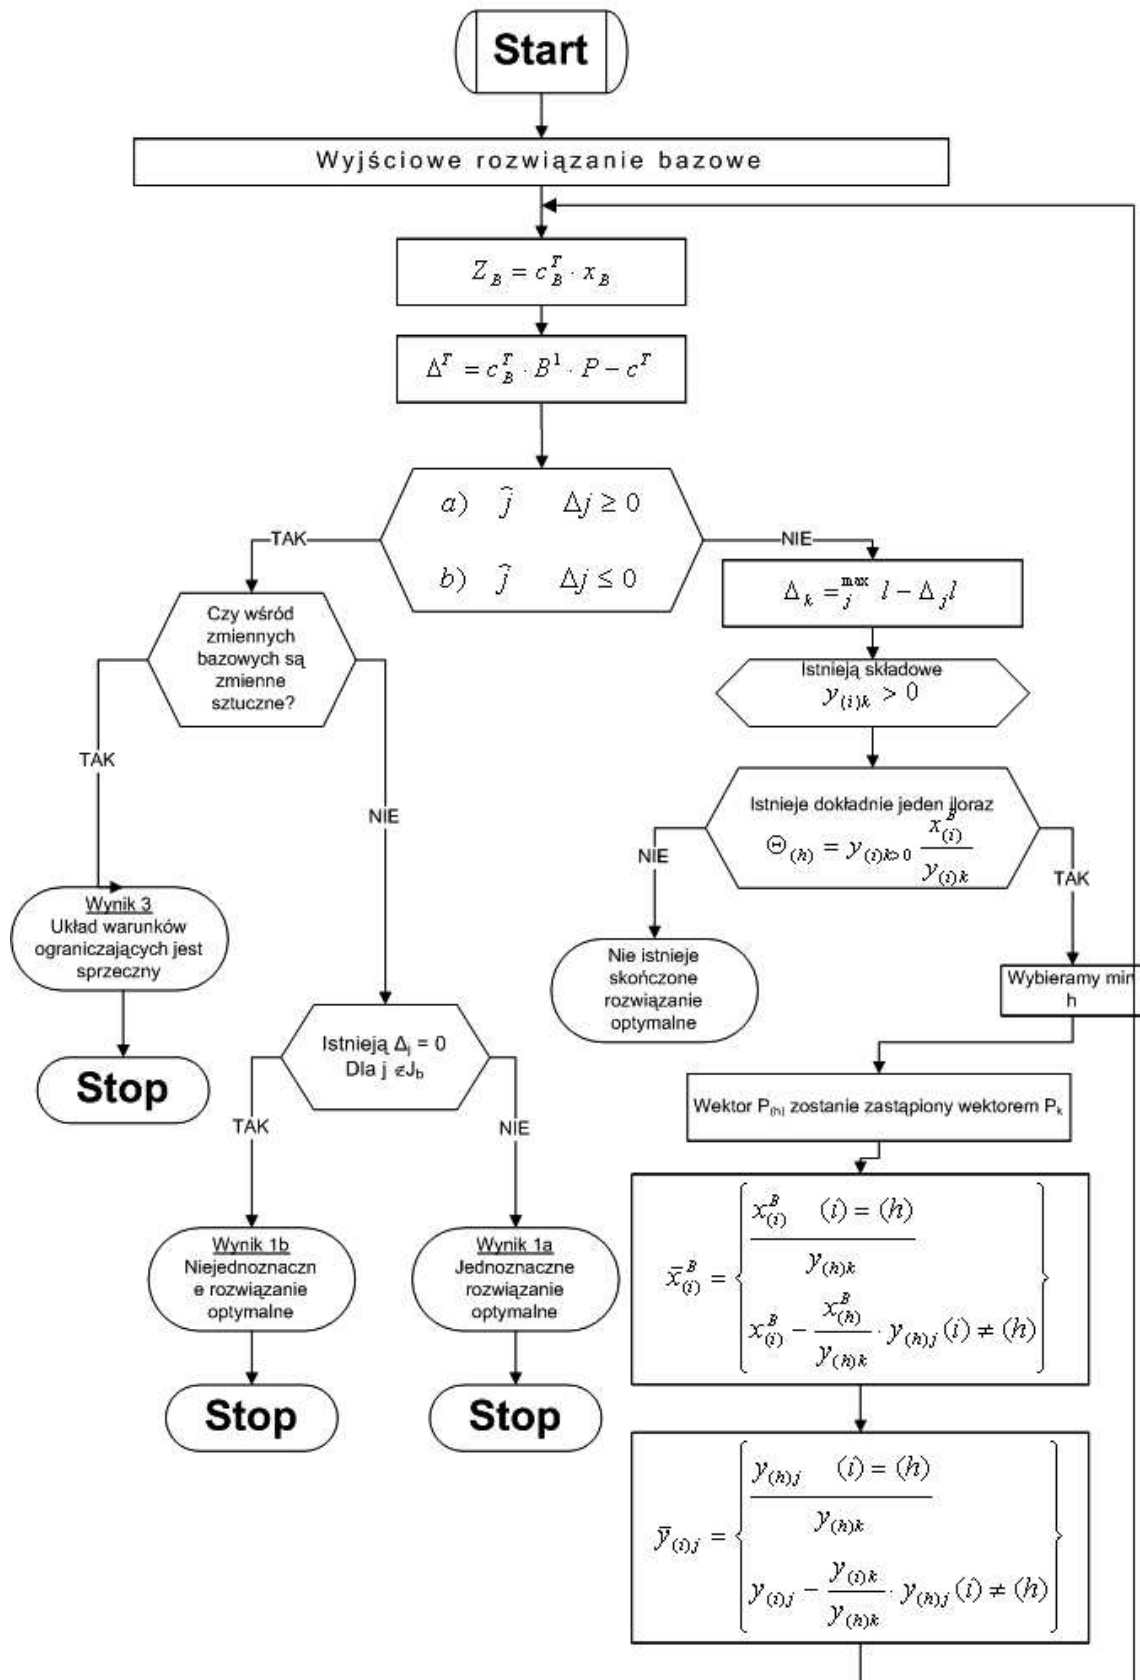 Start
Wyjściowe rozwiązanie bazowe
Z_B = c_B^T · x_B
Δ^T = c_B^T · B^1 · P − c^T
a) ĵ Δj ≥ 0
b) ĵ Δj ≤ 0
TAK
NIE
Czy wśród
zmiennych
bazowych są
zmienne
sztuczne?
Δ_k =_j^max l − Δ_j l
Istnieją składowe
y_(i)k > 0
TAK
NIE
Istnieje dokładnie jeden iloraz
Θ_(h) = y_(i)k>0 x_(i)^B / y_(i)k
NIE
TAK
Wynik 3
Układ warunków
ograniczających jest
sprzeczny
Stop
Nie istnieje
skończone
rozwiązanie
optymalne
Wybieramy min
h
Istnieją Δ_j = 0
Dla j ∉J_b
TAK
NIE
Wektor P_(h) zostanie zastąpiony wektorem P_k
Wynik 1b
Niejednoznaczn
e rozwiązanie
optymalne
Stop
Wynik 1a
Jednoznaczne
rozwiązanie
optymalne
Stop
x̄_(i)^B = { x_(i)^B (i) = (h) / y_(h)k
x_(i)^B − x_(h)^B / y_(h)k · y_(h)j (i) ≠ (h) }
ȳ_(i)j = { y_(h)j (i) = (h) / y_(h)k
y_(i)j − y_(i)k / y_(h)k · y_(h)j (i) ≠ (h) }